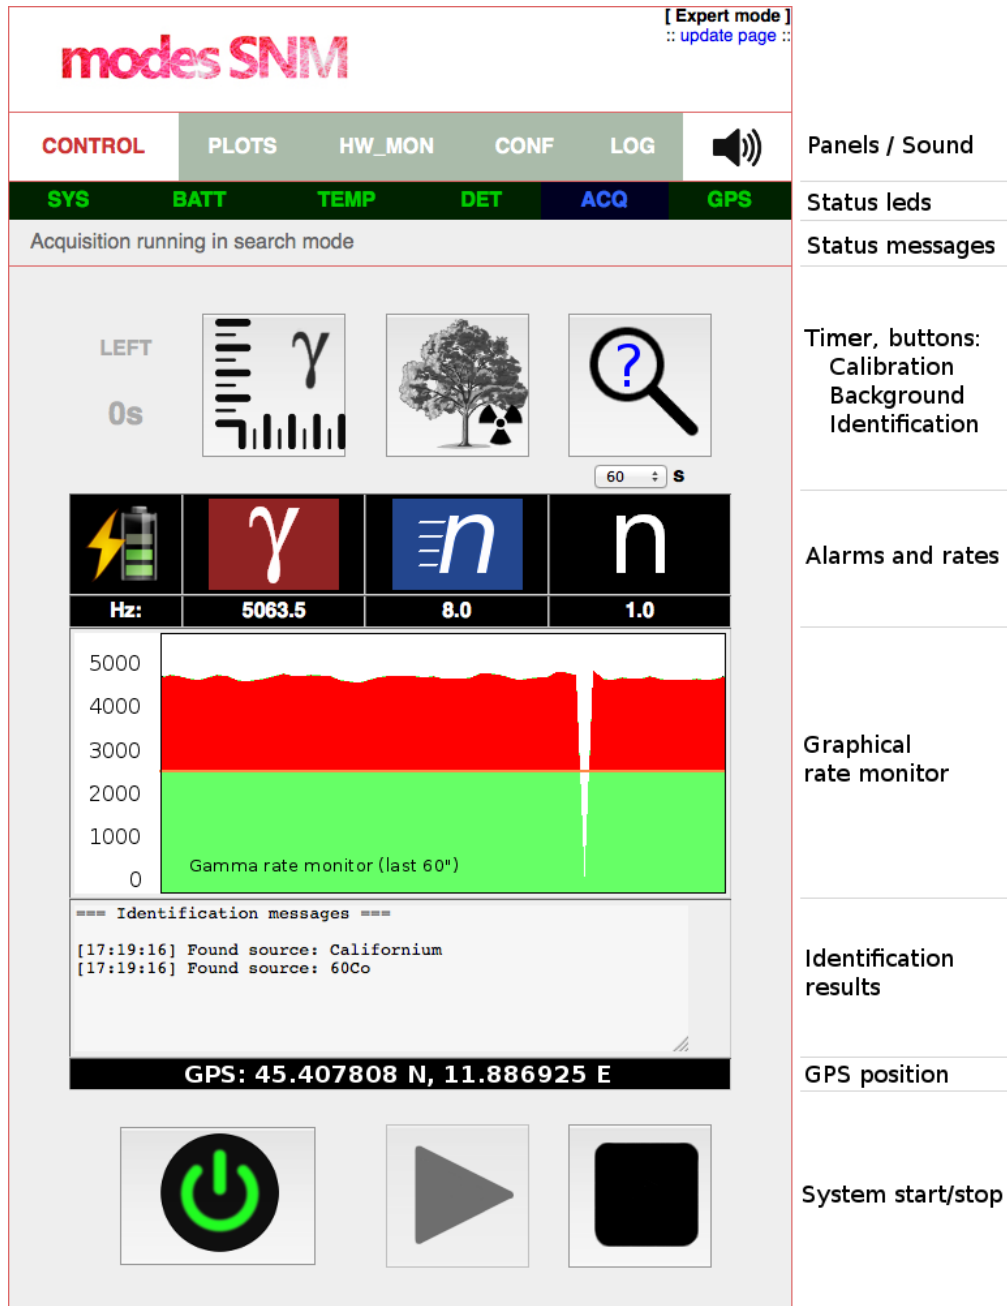 [ Expert mode ]
:: update page ::
modes SNM
CONTROL PLOTS HW_MON CONF LOG
Panels / Sound
SYS BATT TEMP DET ACQ GPS
Status leds
Acquisition running in search mode
Status messages
LEFT
0s
γ
?
Timer, buttons:
Calibration
Background
Identification
60 s
γ n n
Alarms and rates
Hz: 5063.5 8.0 1.0
5000
4000
3000
2000
1000
0
Gamma rate monitor (last 60")
Graphical
rate monitor
=== Identification messages ===
[17:19:16] Found source: Californium
[17:19:16] Found source: 60Co
Identification
results
GPS: 45.407808 N, 11.886925 E
GPS position
System start/stop